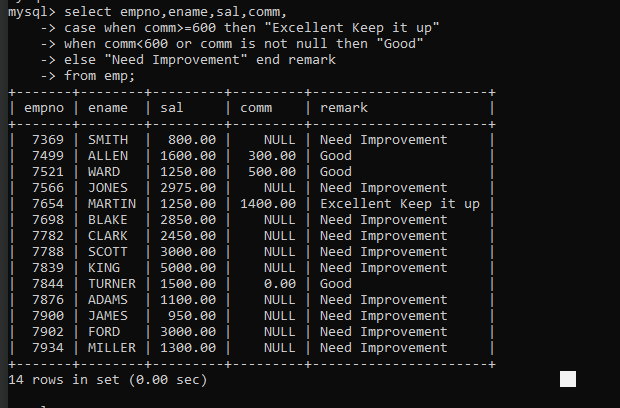 mysql> select empno,ename,sal,comm,
    -> case when comm>=600 then "Excellent Keep it up"
    -> when comm<600 or comm is not null then "Good"
    -> else "Need Improvement" end remark
    -> from emp;
+-------+--------+---------+---------+----------------------+
| empno | ename  | sal     | comm    | remark               |
+-------+--------+---------+---------+----------------------+
|  7369 | SMITH  |  800.00 |    NULL | Need Improvement     |
|  7499 | ALLEN  | 1600.00 |  300.00 | Good                 |
|  7521 | WARD   | 1250.00 |  500.00 | Good                 |
|  7566 | JONES  | 2975.00 |    NULL | Need Improvement     |
|  7654 | MARTIN | 1250.00 | 1400.00 | Excellent Keep it up |
|  7698 | BLAKE  | 2850.00 |    NULL | Need Improvement     |
|  7782 | CLARK  | 2450.00 |    NULL | Need Improvement     |
|  7788 | SCOTT  | 3000.00 |    NULL | Need Improvement     |
|  7839 | KING   | 5000.00 |    NULL | Need Improvement     |
|  7844 | TURNER | 1500.00 |    0.00 | Good                 |
|  7876 | ADAMS  | 1100.00 |    NULL | Need Improvement     |
|  7900 | JAMES  |  950.00 |    NULL | Need Improvement     |
|  7902 | FORD   | 3000.00 |    NULL | Need Improvement     |
|  7934 | MILLER | 1300.00 |    NULL | Need Improvement     |
+-------+--------+---------+---------+----------------------+
14 rows in set (0.00 sec)